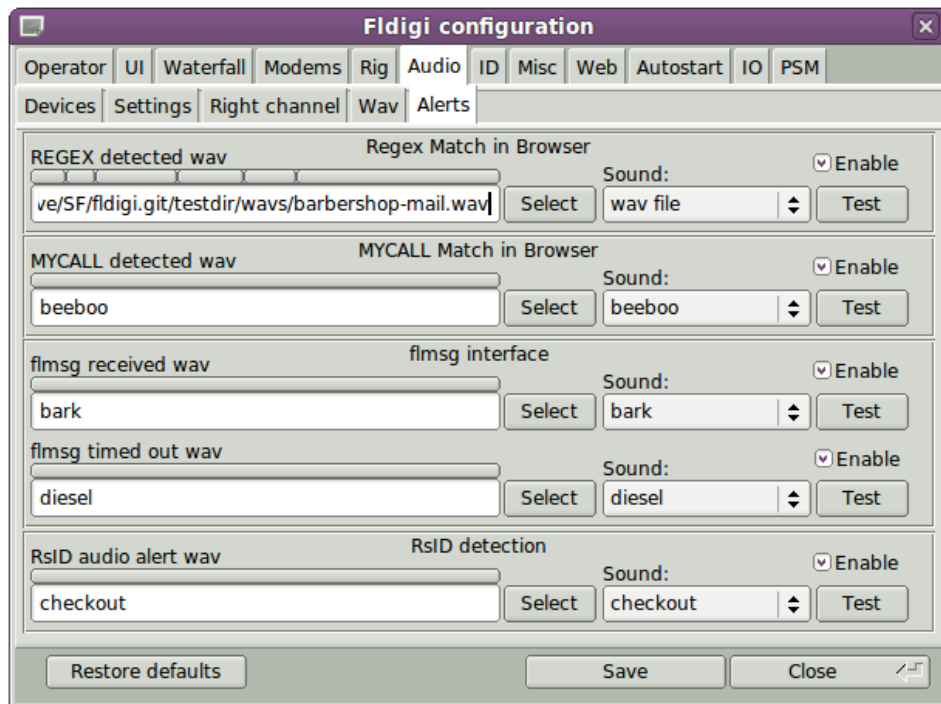 Fldigi configuration
Operator UI Waterfall Modems Rig Audio ID Misc Web Autostart IO PSM
Devices Settings Right channel Wav Alerts
Regex Match in Browser
REGEX detected wav Sound: Enable
ve/SF/fldigi.git/testdir/wavs/barbershop-mail.wav Select wav file Test
MYCALL Match in Browser
MYCALL detected wav Sound: Enable
beeboo Select beeboo Test
flmsg interface
flmsg received wav Sound: Enable
bark Select bark Test
flmsg timed out wav Sound: Enable
diesel Select diesel Test
RsID detection
RsID audio alert wav Sound: Enable
checkout Select checkout Test
Restore defaults Save Close